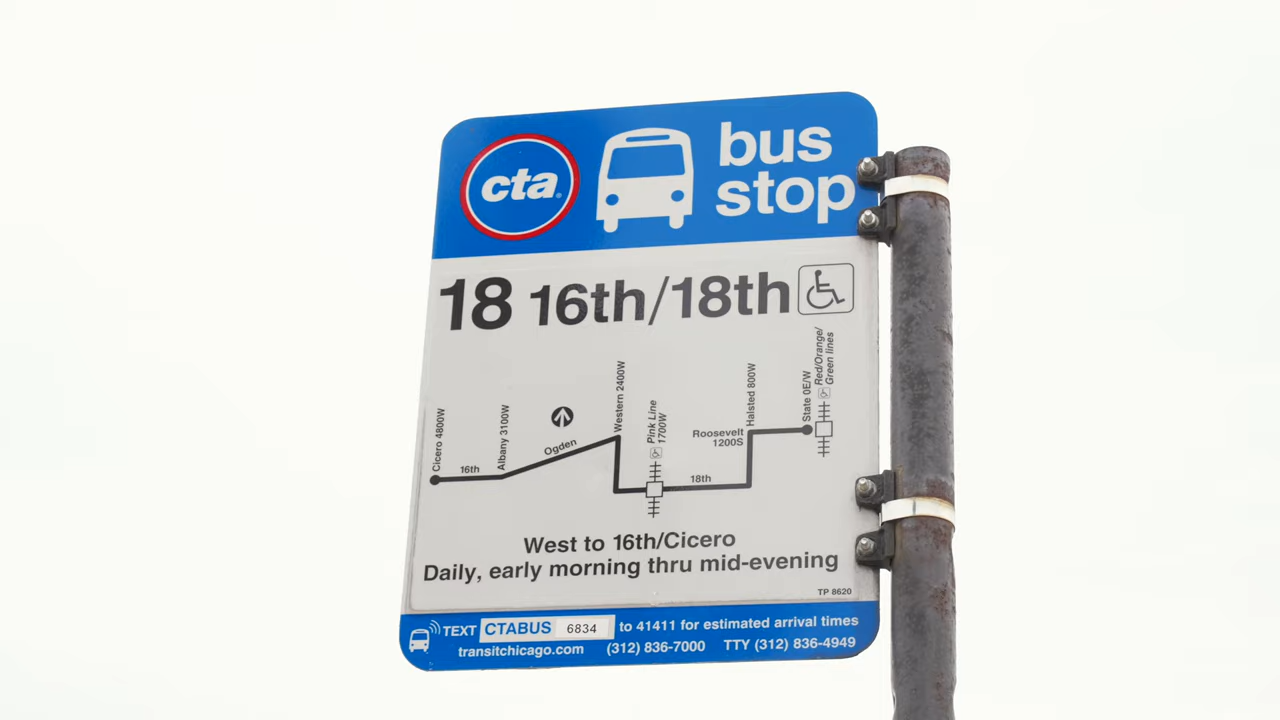 cta
bus
stop
18 16th/18th
Red/Orange/
Green lines
Cicero 4800W
Albany 3100W
Western 2400W
Pink Line
1700W
Halsted 800W
State 0E/W
Ogden
Roosevelt
1200S
16th
18th
West to 16th/Cicero
Daily, early morning thru mid-evening
TP 8620
TEXT CTABUS 6834 to 41411 for estimated arrival times
transitchicago.com (312) 836-7000 TTY (312) 836-4949